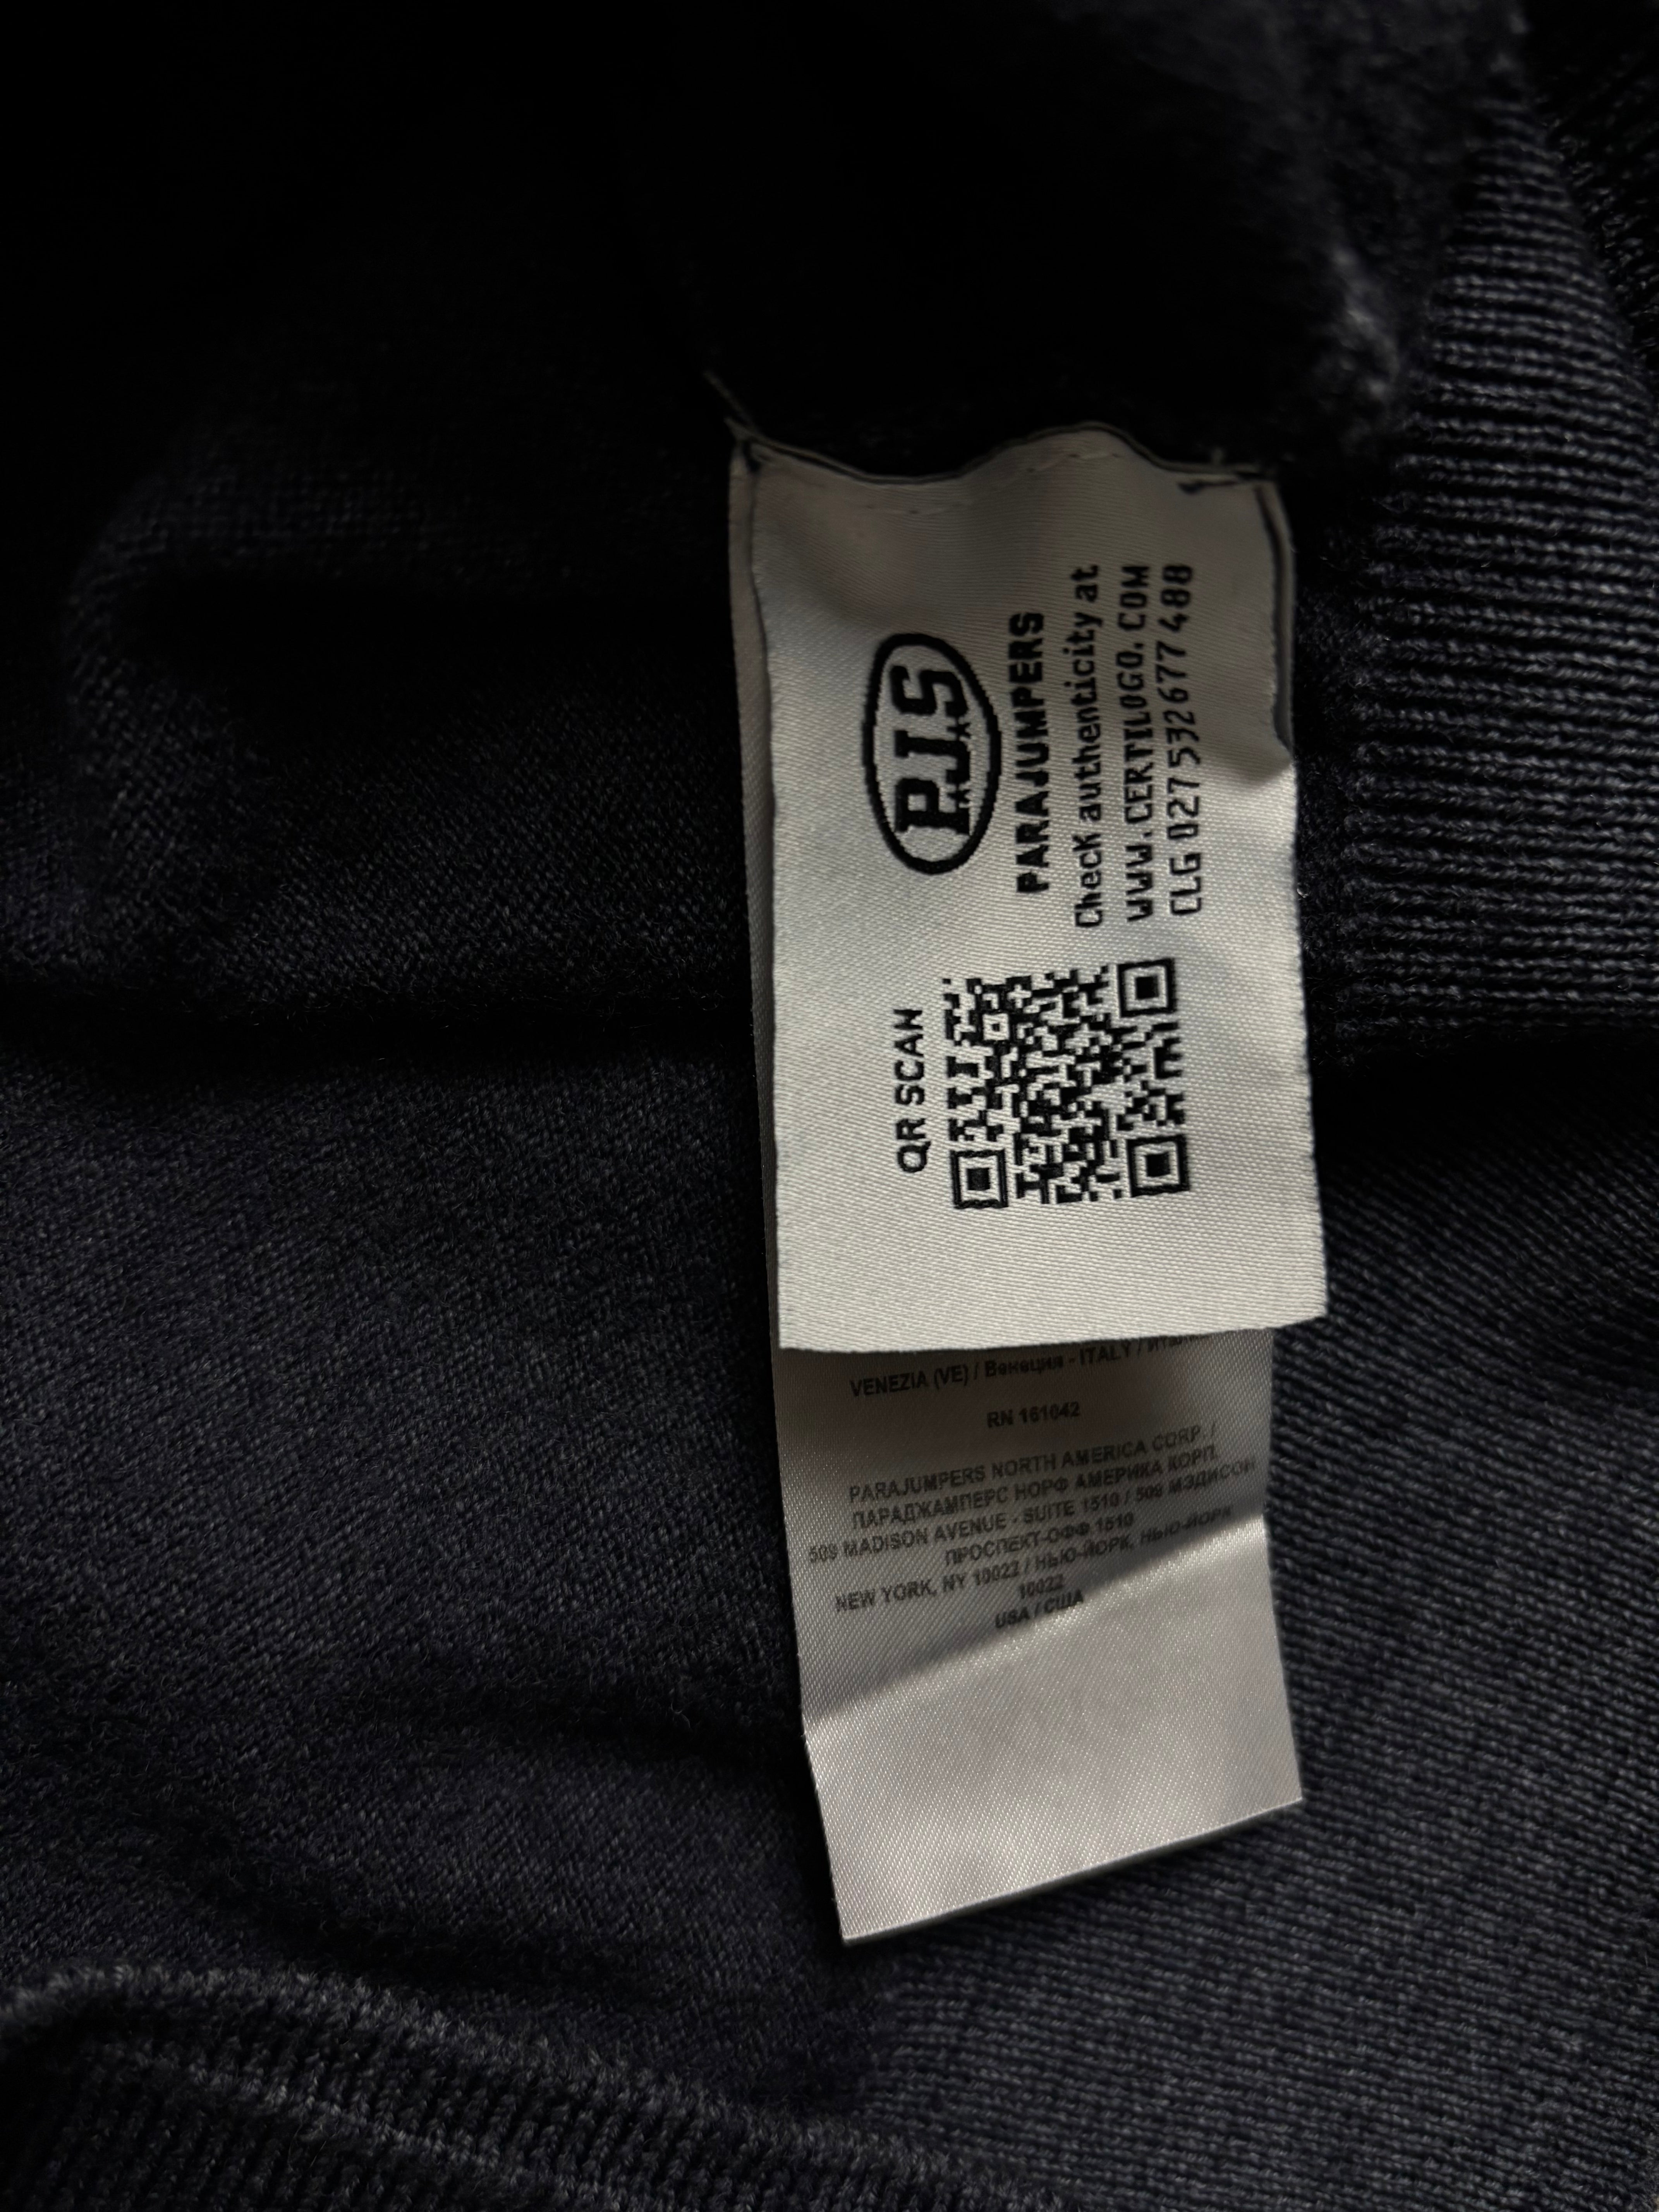 P.J.S
PARAJUMPERS
Check authenticity at
WWW.CERTILOGO.COM
CLG 027532677488
QR SCAN
VENEZIA (VE) / Венеция - ITALY /
RN 161042
PARAJUMPERS NORTH AMERICA CORP. /
ПАРАДЖАМПЕРС НОРФ АМЕРИКА КОРП.
509 MADISON AVENUE - SUITE 1510 / 509 МЭДИСОН
ПРОСПЕКТ-ОФФ 1510
NEW YORK, NY 10022 / НЬЮ-ЙОРК, НЬЮ-ЙОРК
10022
USA / США